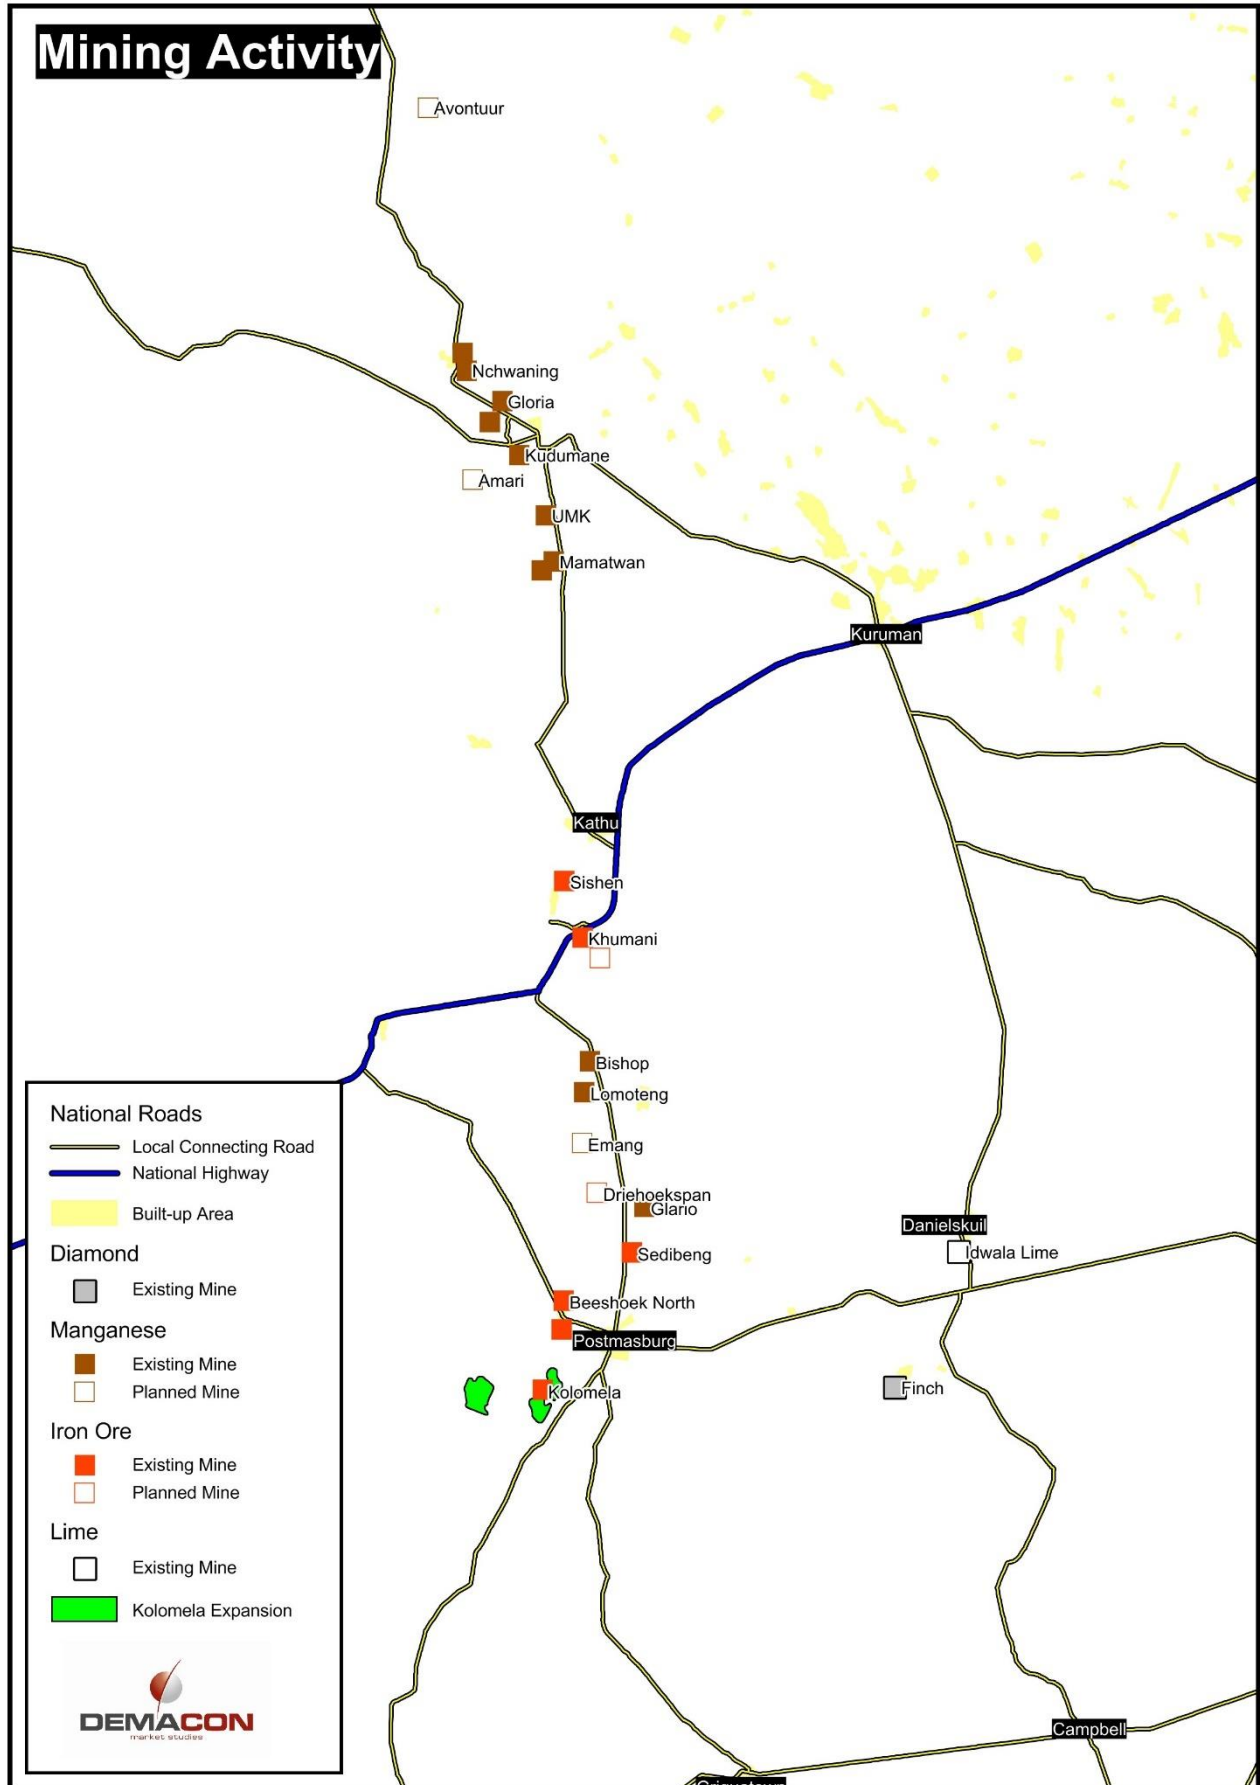 Mining Activity
Avontuur
Nchwaning
Gloria
Kudumane
Amari
UMK
Mamatwan
Kuruman
Kathu
Sishen
Khumani
Bishop
Lomoteng
Emang
Driehoekspan
Glario
Sedibeng
Danielskuil
Idwala Lime
Beeshoek North
Postmasburg
Kolomela
Finch
Campbell
National Roads
Local Connecting Road
National Highway
Built-up Area
Diamond
Existing Mine
Manganese
Existing Mine
Planned Mine
Iron Ore
Existing Mine
Planned Mine
Lime
Existing Mine
Kolomela Expansion
DEMACON
market studies